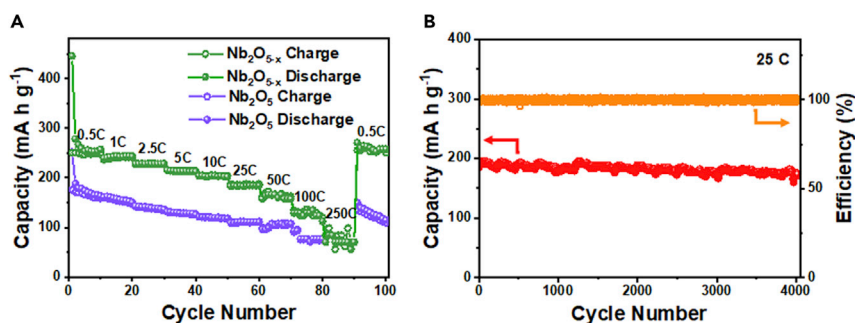 A
Capacity (mA h g⁻¹)
400
300
200
100
0
Nb₂O₅₋ₓ Charge
Nb₂O₅₋ₓ Discharge
Nb₂O₅ Charge
Nb₂O₅ Discharge
0.5C
1C
2.5C
5C
10C
25C
50C
100C
250C
0.5C
0 20 40 60 80 100
Cycle Number
B
Capacity (mA h g⁻¹)
400
300
200
100
0
25 C
100
50
0
Efficiency (%)
0 1000 2000 3000 4000
Cycle Number